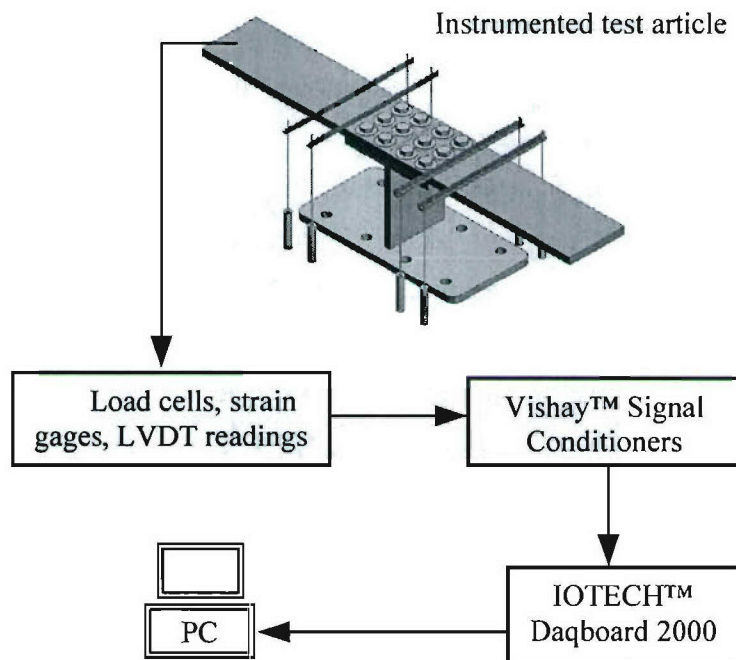 Instrumented test article
Load cells, strain
gages, LVDT readings
Vishay™ Signal
Conditioners
IOTECH™
Daqboard 2000
PC